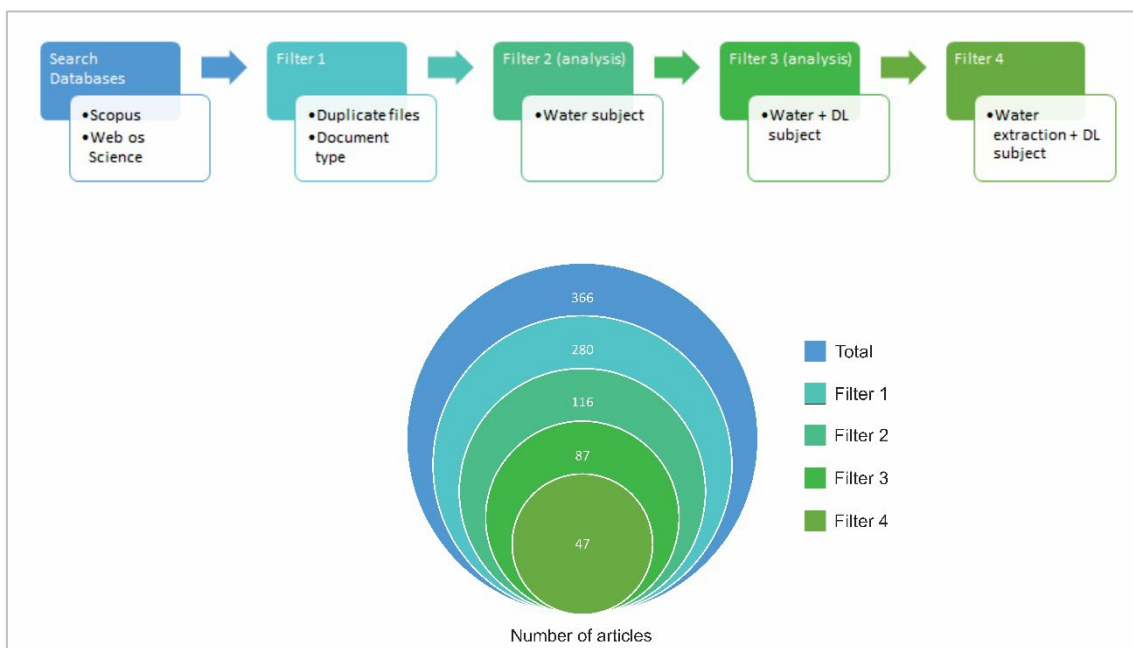 Search
Databases
•Scopus
•Web os
Science
Filter 1
•Duplicate files
•Document
type
Filter 2 (analysis)
•Water subject
Filter 3 (analysis)
•Water + DL
subject
Filter 4
•Water
extraction + DL
subject
366
280
116
87
47
Total
Filter 1
Filter 2
Filter 3
Filter 4
Number of articles